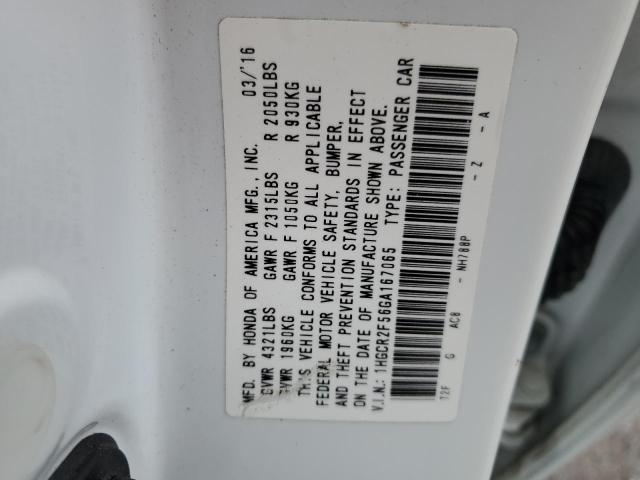 MFD. BY HONDA OF AMERICA MFG., INC. 03/'16
GVWR 4321LBS GAWR F 2315LBS R 2050LBS
GVWR 1960KG GAWR F 1050KG R 930KG
THIS VEHICLE CONFORMS TO ALL APPLICABLE
FEDERAL MOTOR VEHICLE SAFETY, BUMPER,
AND THEFT PREVENTION STANDARDS IN EFFECT
ON THE DATE OF MANUFACTURE SHOWN ABOVE.
V.I.N.: 1HGCR2F56GA167065 TYPE: PASSENGER CAR
T2F G AC8 - NH788P - Z - A